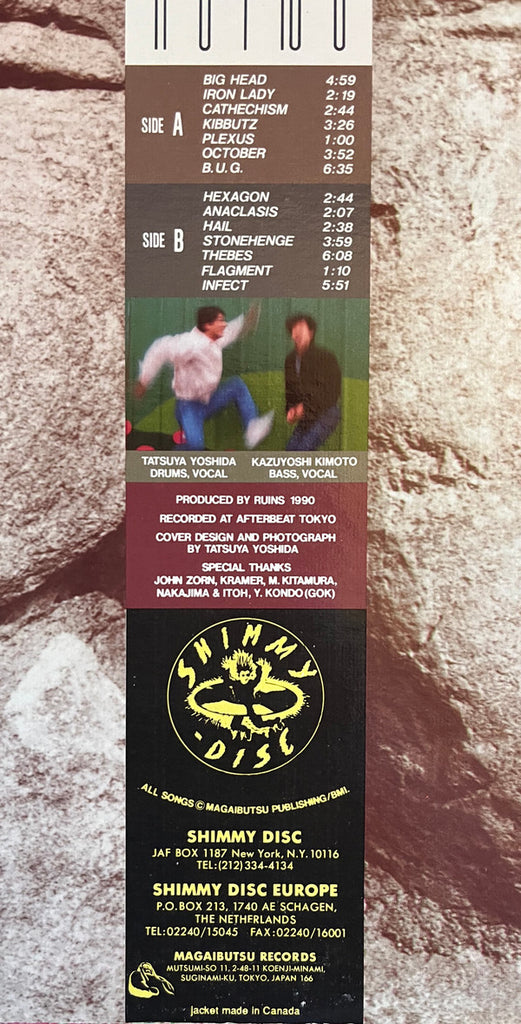 SIDE A
BIG HEAD 4:59
IRON LADY 2:19
CATHECHISM 2:44
KIBBUTZ 3:26
PLEXUS 1:00
OCTOBER 3:52
B.U.G. 6:35
SIDE B
HEXAGON 2:44
ANACLASIS 2:07
HAIL 2:38
STONEHENGE 3:59
THEBES 6:08
FLAGMENT 1:10
INFECT 5:51
TATSUYA YOSHIDA
DRUMS, VOCAL
KAZUYOSHI KIMOTO
BASS, VOCAL
PRODUCED BY RUINS 1990
RECORDED AT AFTERBEAT TOKYO
COVER DESIGN AND PHOTOGRAPH
BY TATSUYA YOSHIDA
SPECIAL THANKS
JOHN ZORN, KRAMER, M. KITAMURA,
NAKAJIMA & ITOH, Y. KONDO (GOK)
SHIMMY
-DISC
ALL SONGS © MAGAIBUTSU PUBLISHING/BMI.
SHIMMY DISC
JAF BOX 1187 New York, N.Y. 10116
TEL:(212)334-4134
SHIMMY DISC EUROPE
P.O.BOX 213, 1740 AE SCHAGEN,
THE NETHERLANDS
TEL:02240/15045 FAX:02240/16001
MAGAIBUTSU RECORDS
MUTSUMI-SO 11, 2-48-11 KOENJI-MINAMI,
SUGINAMI-KU, TOKYO, JAPAN 166
jacket made in Canada